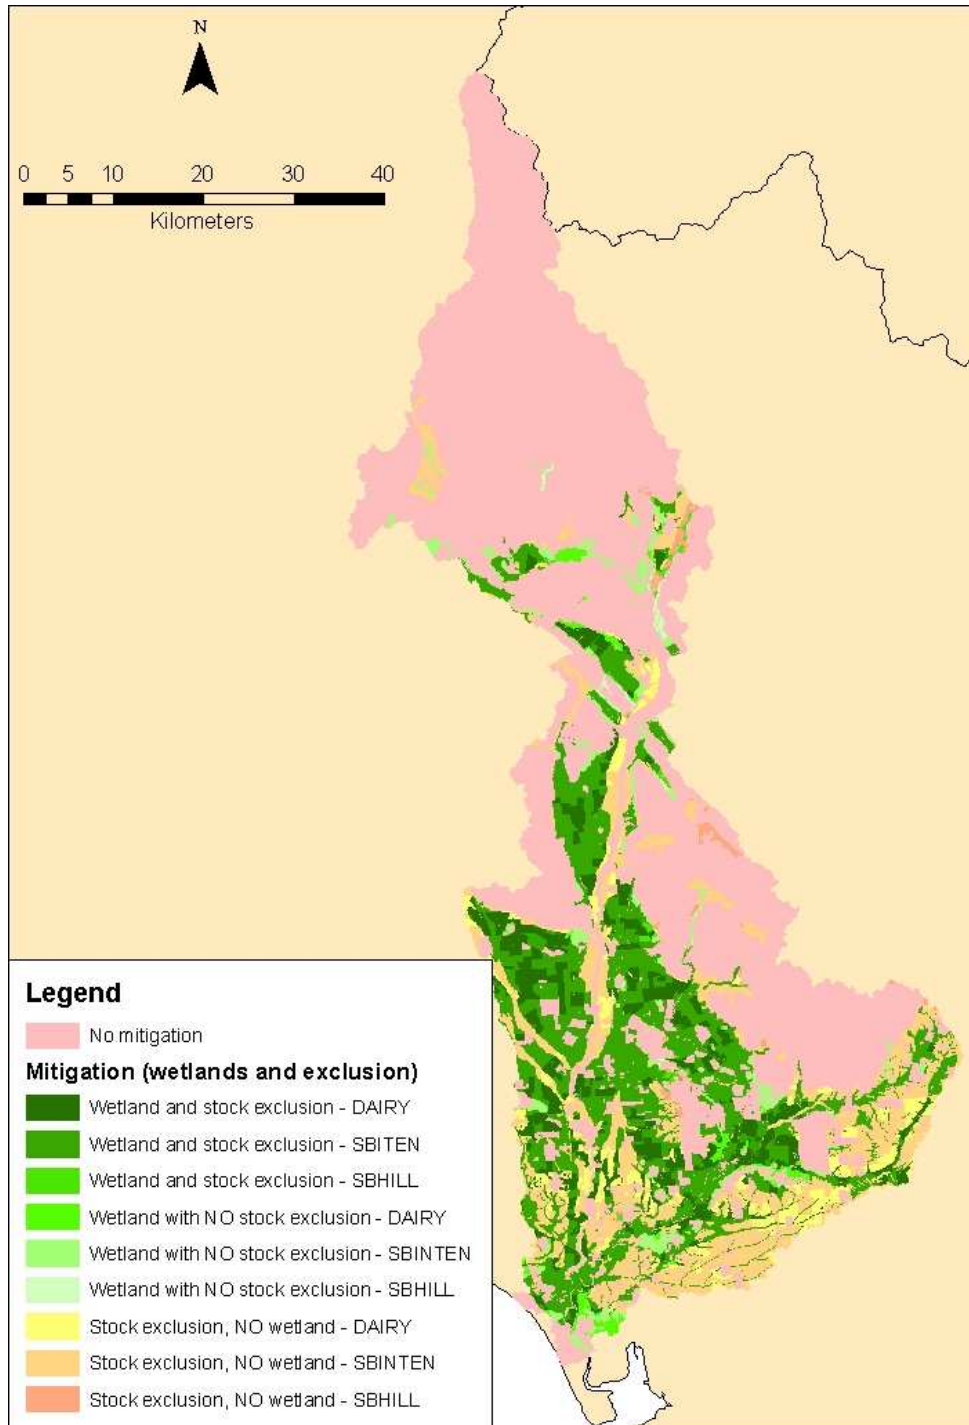 N
0 5 10 20 30 40
Kilometers
Legend
No mitigation
Mitigation (wetlands and exclusion)
Wetland and stock exclusion - DAIRY
Wetland and stock exclusion - SBITEN
Wetland and stock exclusion - SBHILL
Wetland with NO stock exclusion - DAIRY
Wetland with NO stock exclusion - SBINTEN
Wetland with NO stock exclusion - SBHILL
Stock exclusion, NO wetland - DAIRY
Stock exclusion, NO wetland - SBINTEN
Stock exclusion, NO wetland - SBHILL